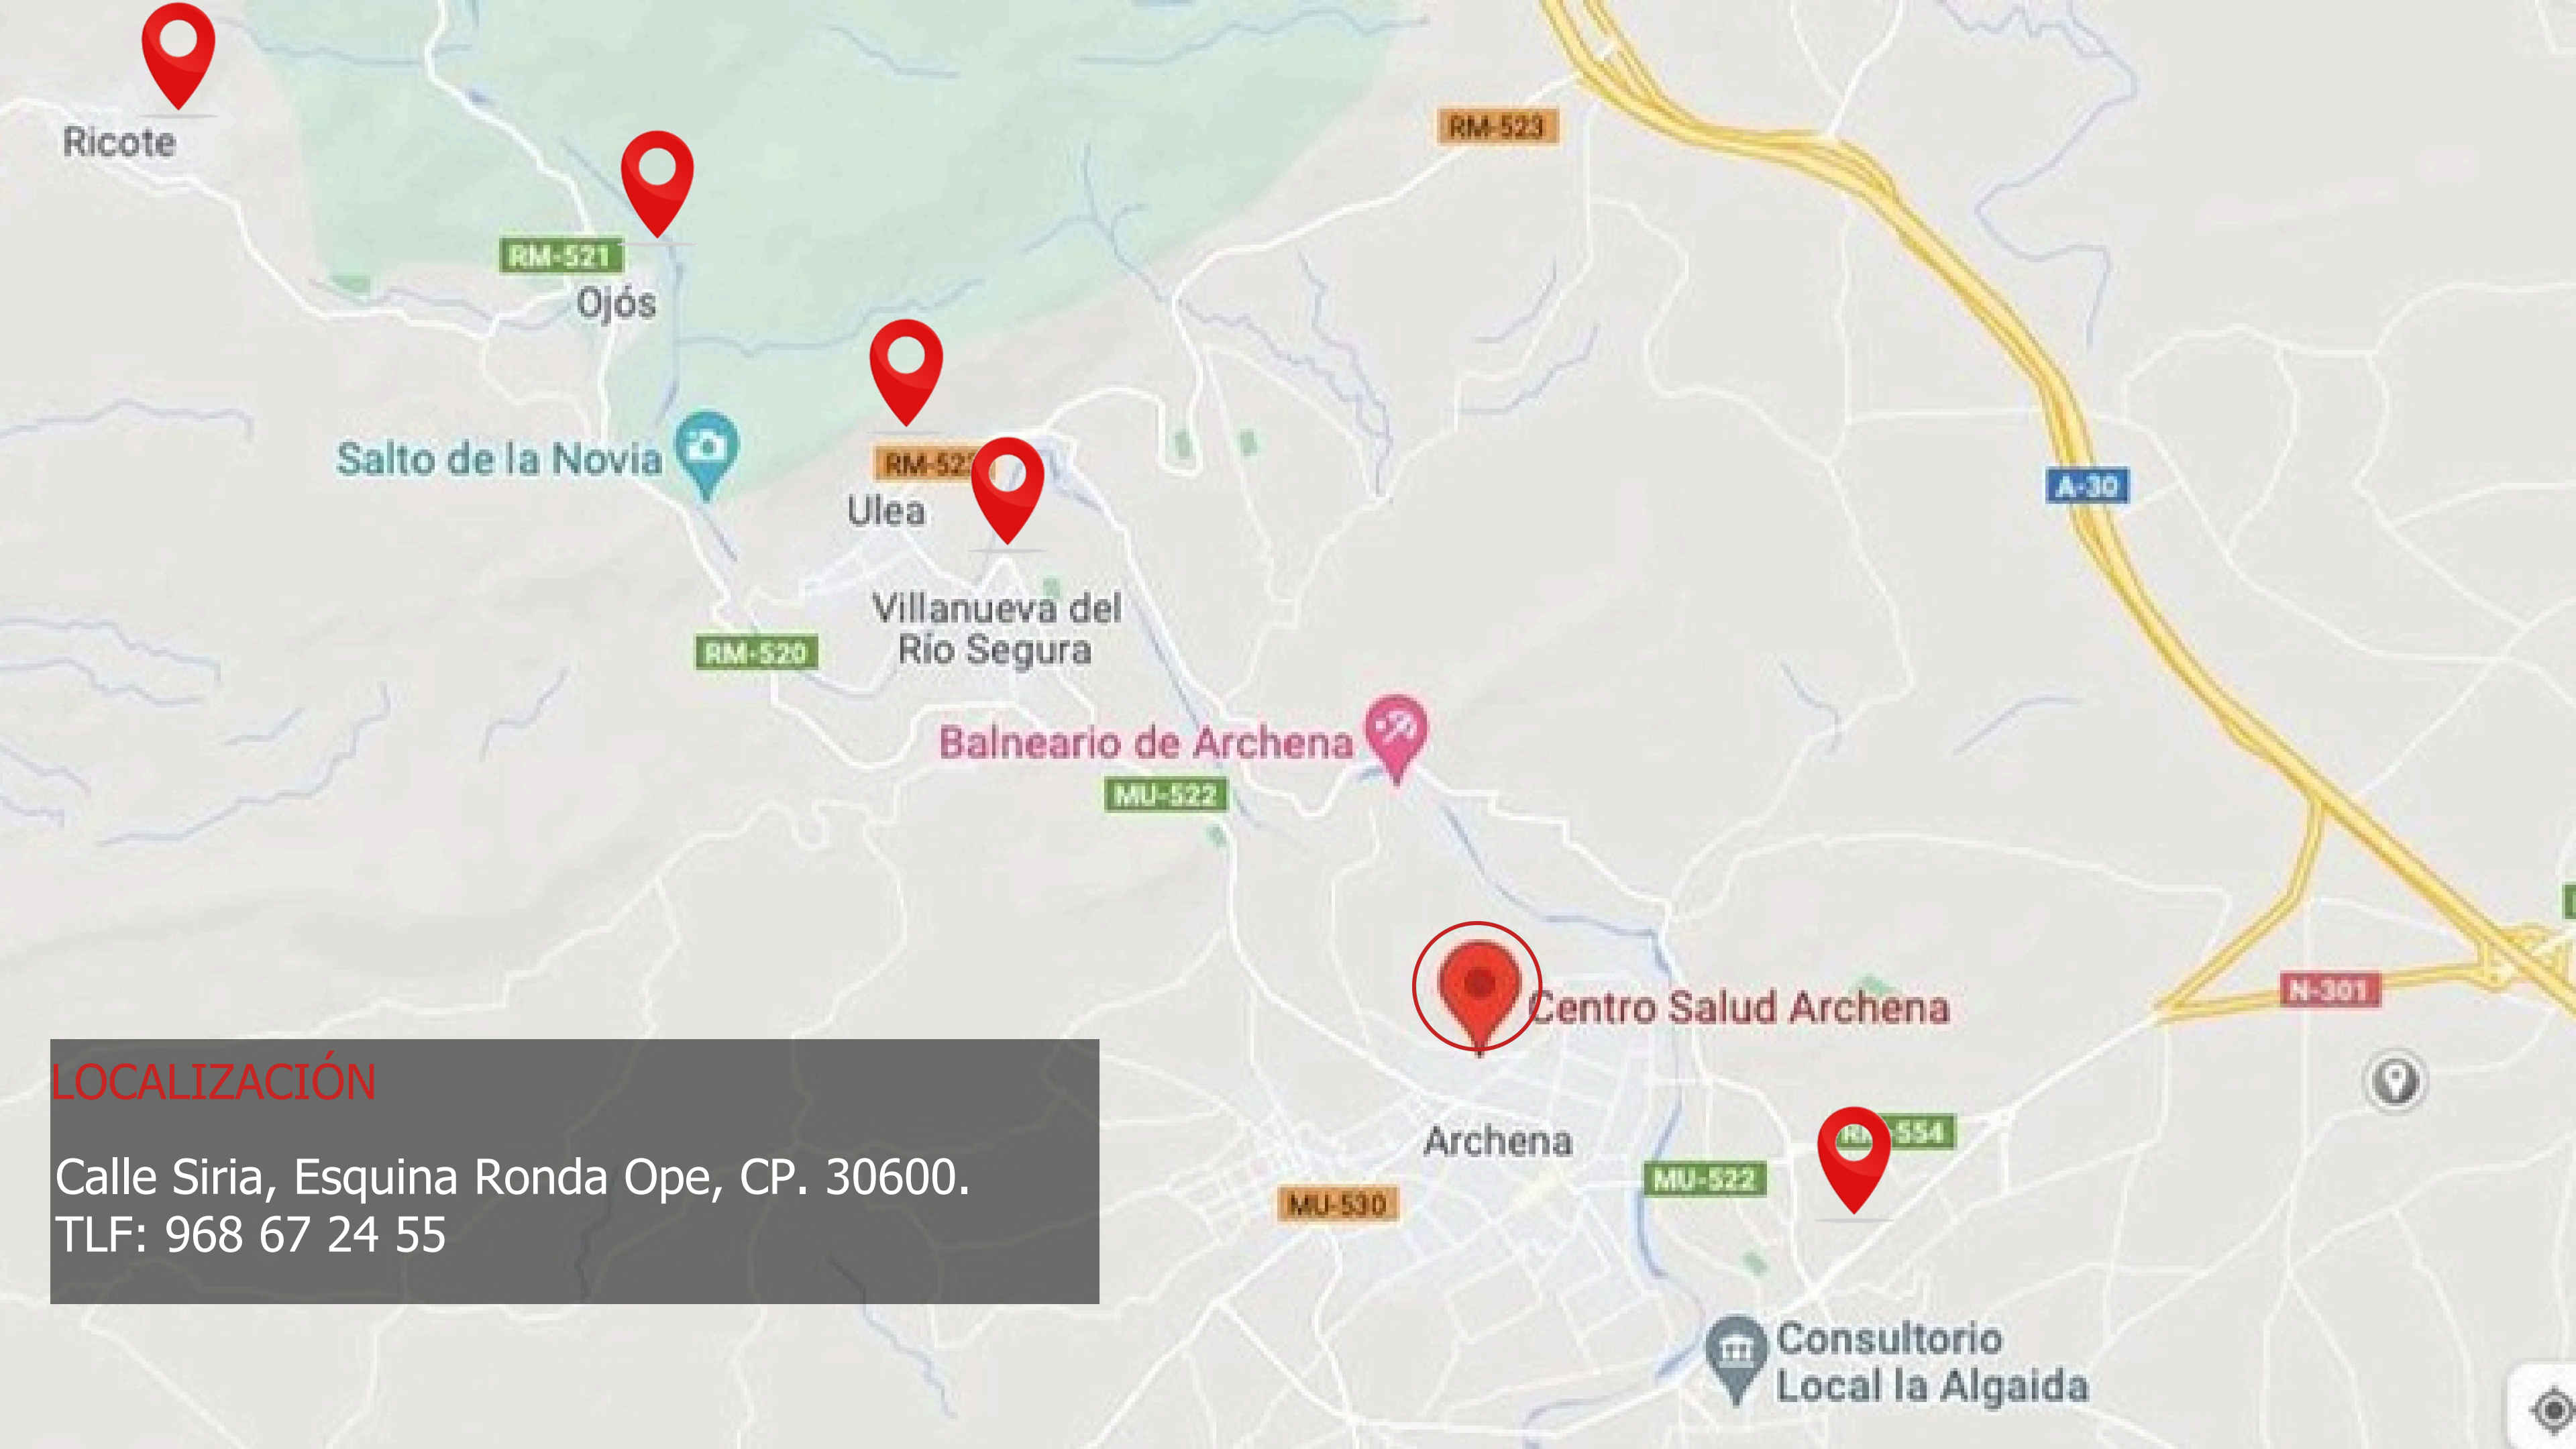 Ricote
RM-523
RM-521
Ojós
Salto de la Novia
Ulea
A-30
Villanueva del
Río Segura
RM-520
Balneario de Archena
MU-522
Centro Salud Archena
N-301
LOCALIZACIÓN
Calle Siria, Esquina Ronda Ope, CP. 30600.
TLF: 968 67 24 55
Archena
MU-522
MU-530
Consultorio
Local la Algaida